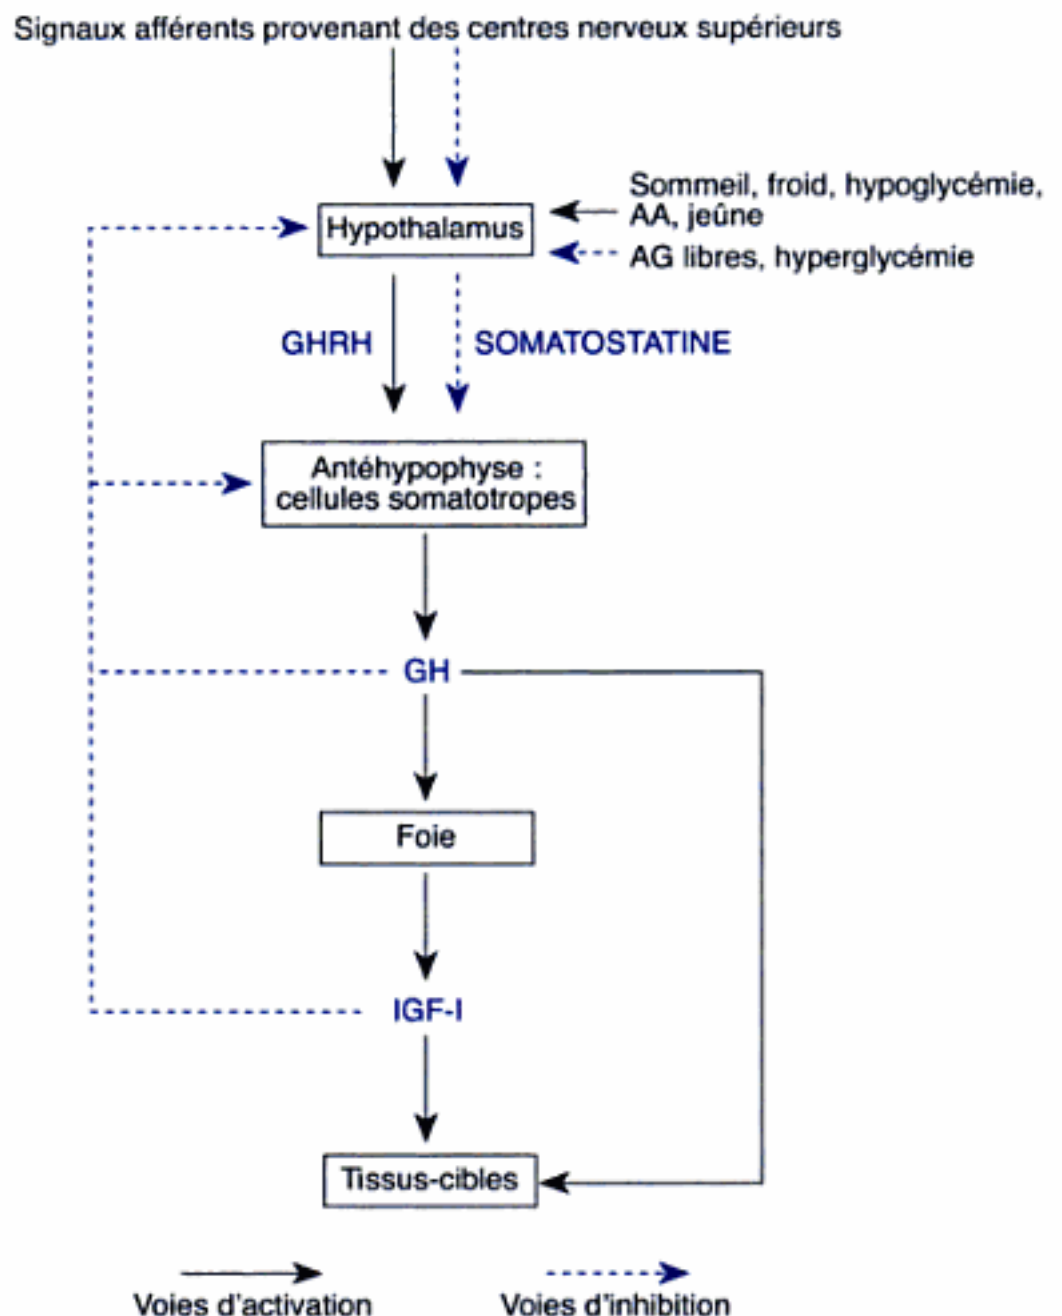 Signaux afférents provenant des centres nerveux supérieurs
Sommeil, froid, hypoglycémie,
AA, jeûne
Hypothalamus
AG libres, hyperglycémie
GHRH
SOMATOSTATINE
Antéhypophyse :
cellules somatotropes
GH
Foie
IGF-I
Tissus-cibles
Voies d'activation
Voies d'inhibition